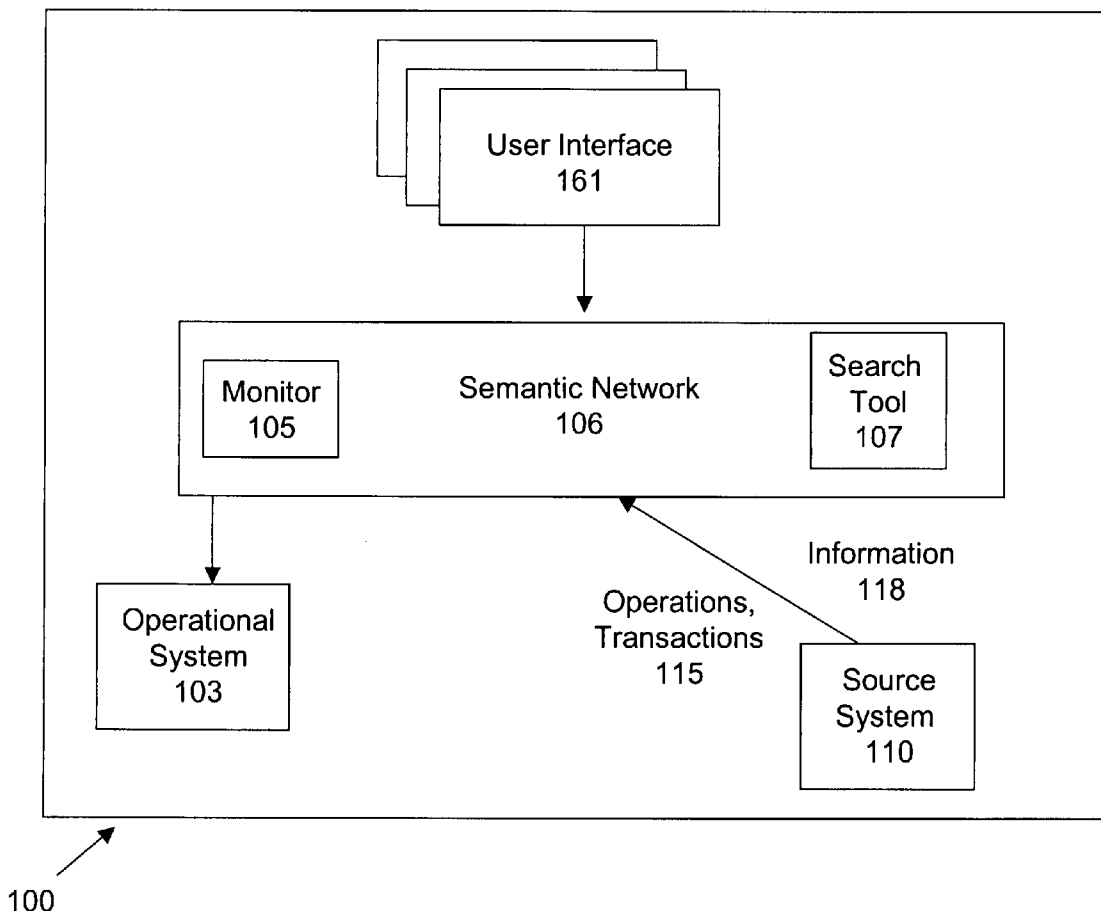 User Interface
161
Monitor
105
Semantic Network
106
Search
Tool
107
Information
118
Operations,
Transactions
115
Operational
System
103
Source
System
110
100